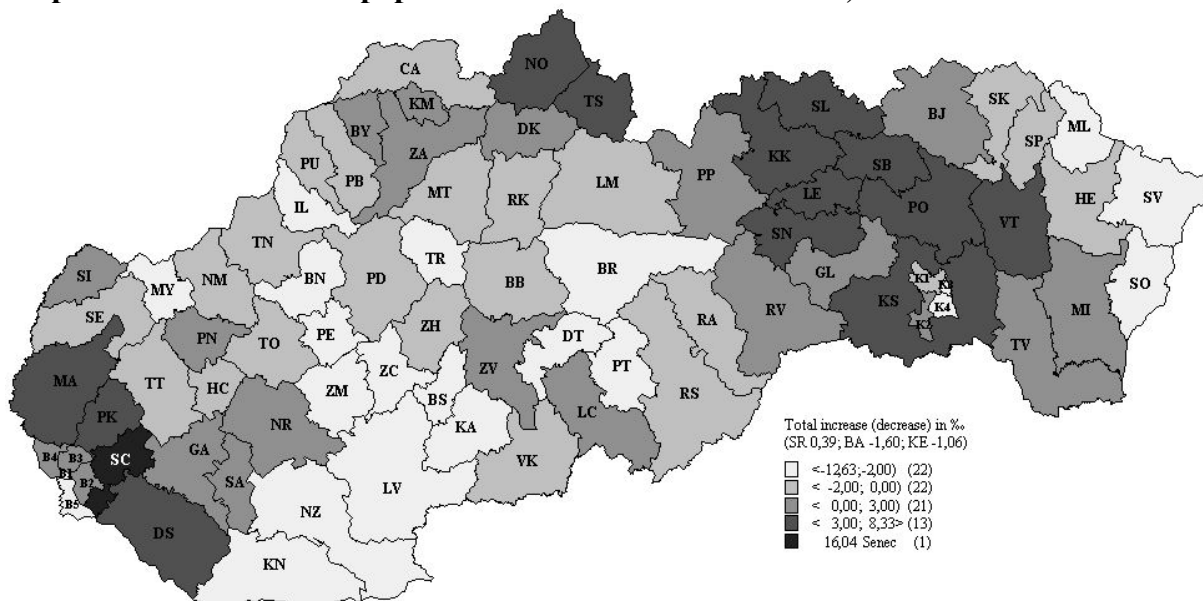 NO
CA
TS
KM
SL
BJ
SK
ML
BY
DK
SP
ZA
KK
SB
PU
PB
PP
LM
LE
MT
RK
PO
HE
SV
IL
VT
SN
TN
TR
BR
GL
SI
NM
BN
PD
BB
MY
K1
K3
SO
KS
K4
RV
K2
MI
SE
PE
ZH
RA
PN
TO
DT
TV
ZV
PT
MA
TT
HC
ZC
ZM
BS
RS
PK
LC
NR
KA
GA
B4
B3
SC
VK
B1
B2
SA
LV
B5
NZ
DS
KN
Total increase (decrease) in ‰
(SR 0,39; BA -1,60; KE -1,06)
<-12,63;-2,00) (22)
< -2,00; 0,00) (22)
< 0,00; 3,00) (21)
< 3,00; 8,33> (13)
16,04 Senec (1)